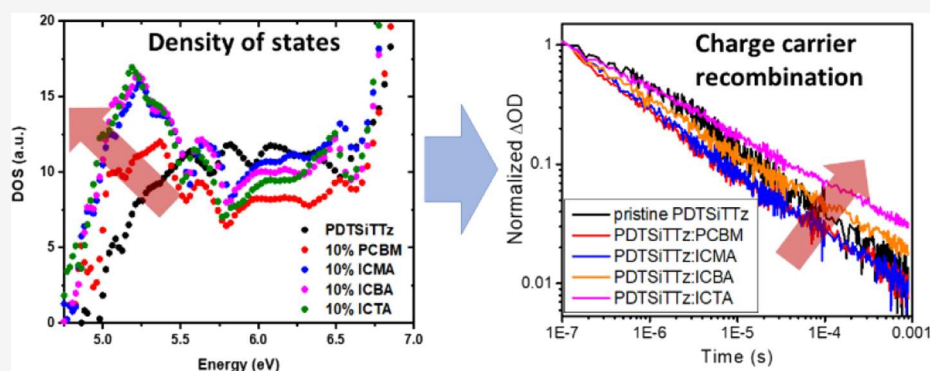 Density of states
DOS (a.u.)
20
15
10
5
0
5.0 5.5 6.0 6.5 7.0
Energy (eV)
PDTSiTTz
10% PCBM
10% ICMA
10% ICBA
10% ICTA
Charge carrier
recombination
Normalized ΔOD
1
0.1
0.01
1E-7 1E-6 1E-5 1E-4 0.001
Time (s)
pristine PDTSiTTz
PDTSiTTz:PCBM
PDTSiTTz:ICMA
PDTSiTTz:ICBA
PDTSiTTz:ICTA